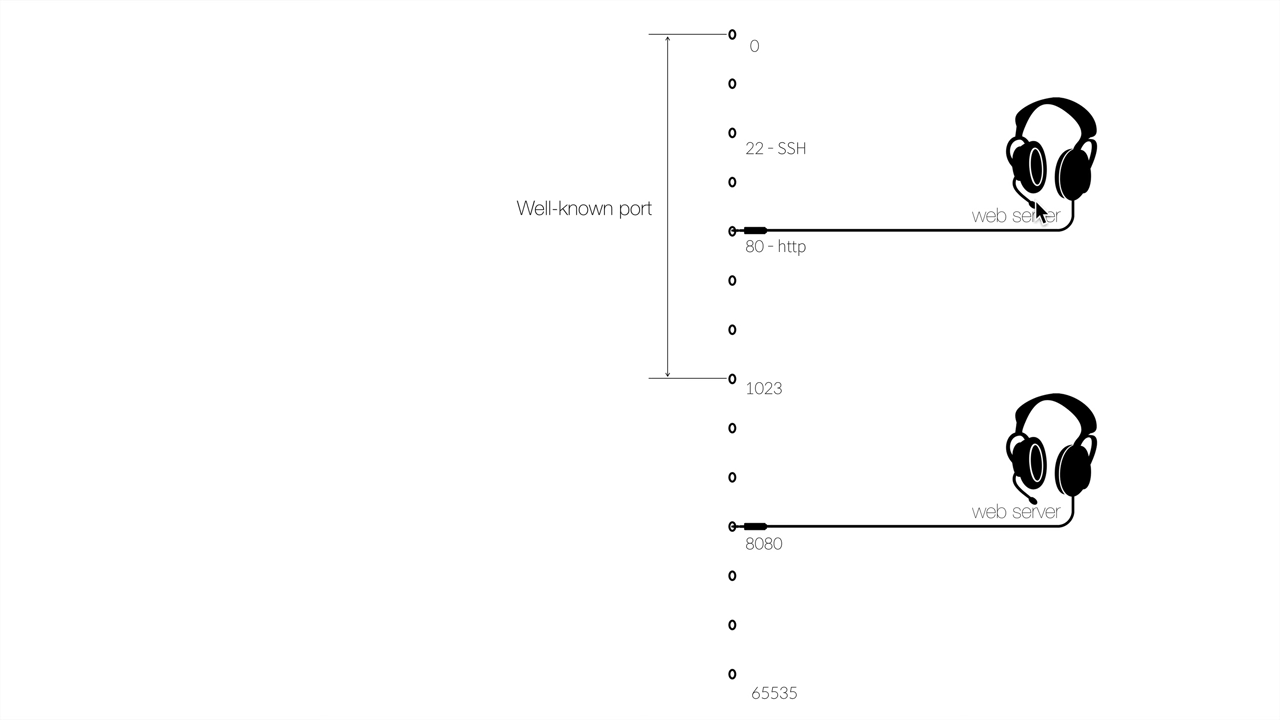 0
22 - SSH
Well-known port
web server
80 - http
1023
web server
8080
65535